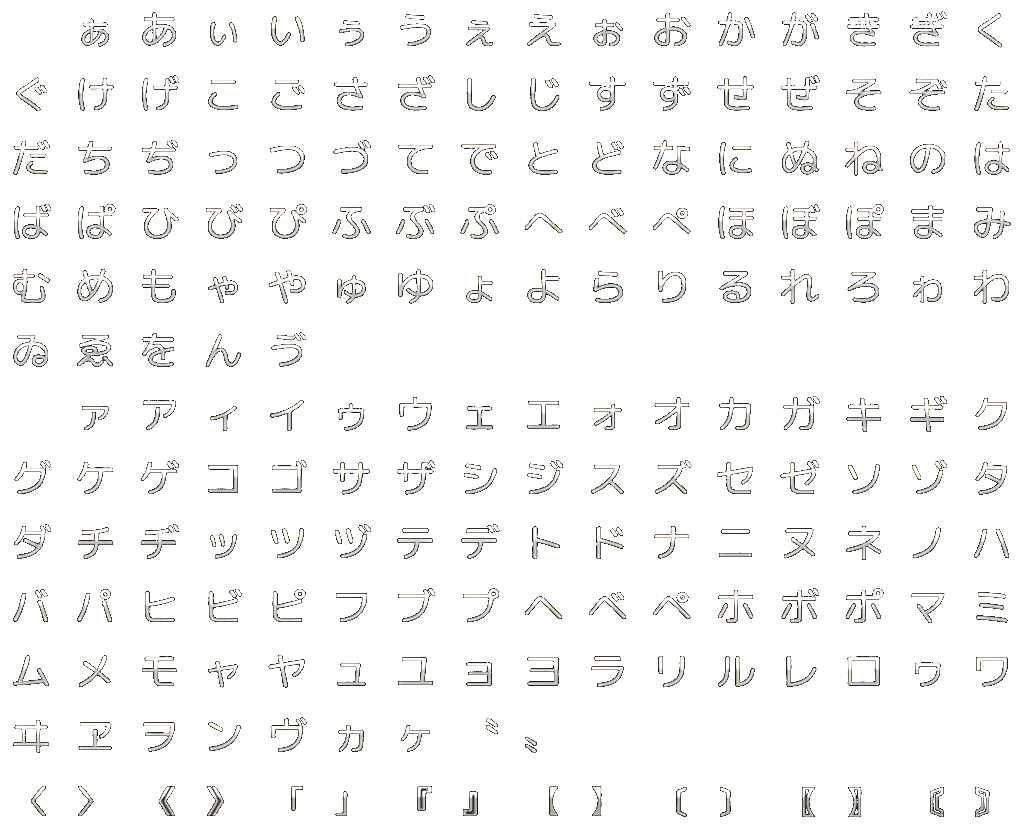 ぁあぃいぅうぇえぉおかがきぎく
ぐけげこごさざしじすずせぜそぞた
だちぢっつづてでとどなにぬねのは
ばぱひびぴふぶぷへべぺほぼぽまみ
むめもゃやゅゆょよらりるれろゎわ
ゐゑをんゔ
ァアィイゥウェエォオカガキギク
グケゲコゴサザシジスズセゼソゾタ
ダチヂッツヅテデトドナニヌネノハ
バパヒビピフブプヘベペホボポマミ
ムメモャヤュユョヨラリルレロヮワ
ヰヱヲンヴヵヶ〃〃
〈〉《》「」『』【】〔〕〖〗〘〙